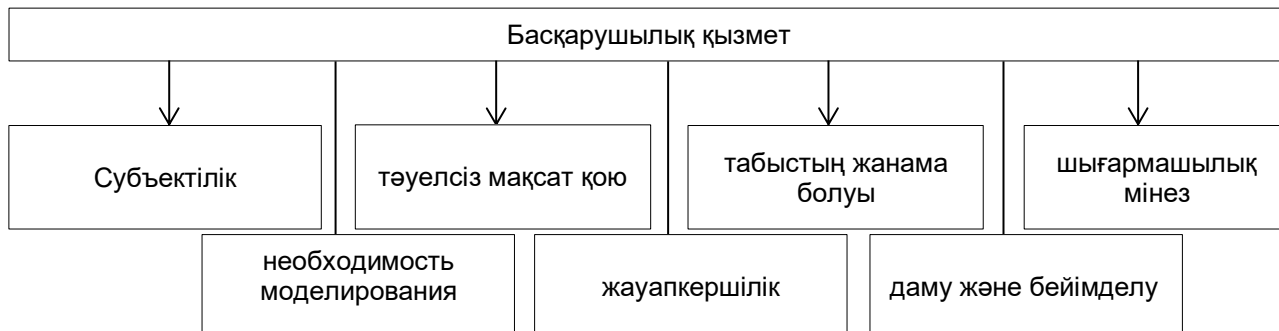 Басқарушылық қызмет
Субъектілік
тәуелсіз мақсат қою
табыстың жанама
болуы
шығармашылық
мінез
необходимость
моделирования
жауапкершілік
даму және бейімделу